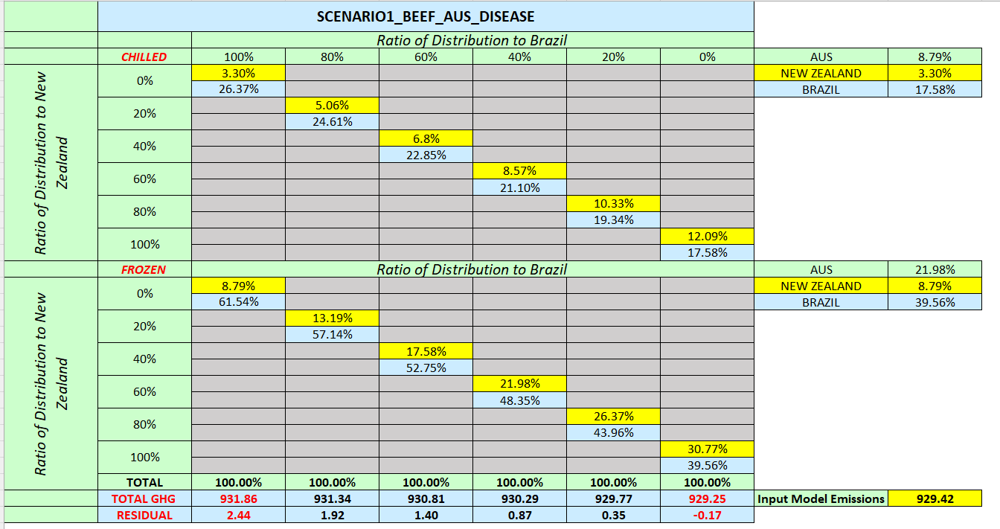 SCENARIO1_BEEF_AUS_DISEASE
Ratio of Distribution to Brazil
CHILLED 100% 80% 60% 40% 20% 0% AUS 8.79%
Ratio of Distribution to New
Zealand
0% 3.30% NEW ZEALAND 3.30%
26.37% BRAZIL 17.58%
20% 5.06%
24.61%
40% 6.8%
22.85%
60% 8.57%
21.10%
80% 10.33%
19.34%
100% 12.09%
17.58%
FROZEN Ratio of Distribution to Brazil AUS 21.98%
Ratio of Distribution to New
Zealand
0% 8.79% NEW ZEALAND 8.79%
61.54% BRAZIL 39.56%
20% 13.19%
57.14%
40% 17.58%
52.75%
60% 21.98%
48.35%
80% 26.37%
43.96%
100% 30.77%
39.56%
TOTAL 100.00% 100.00% 100.00% 100.00% 100.00% 100.00%
TOTAL GHG 931.86 931.34 930.81 930.29 929.77 929.25 Input Model Emissions 929.42
RESIDUAL 2.44 1.92 1.40 0.87 0.35 -0.17